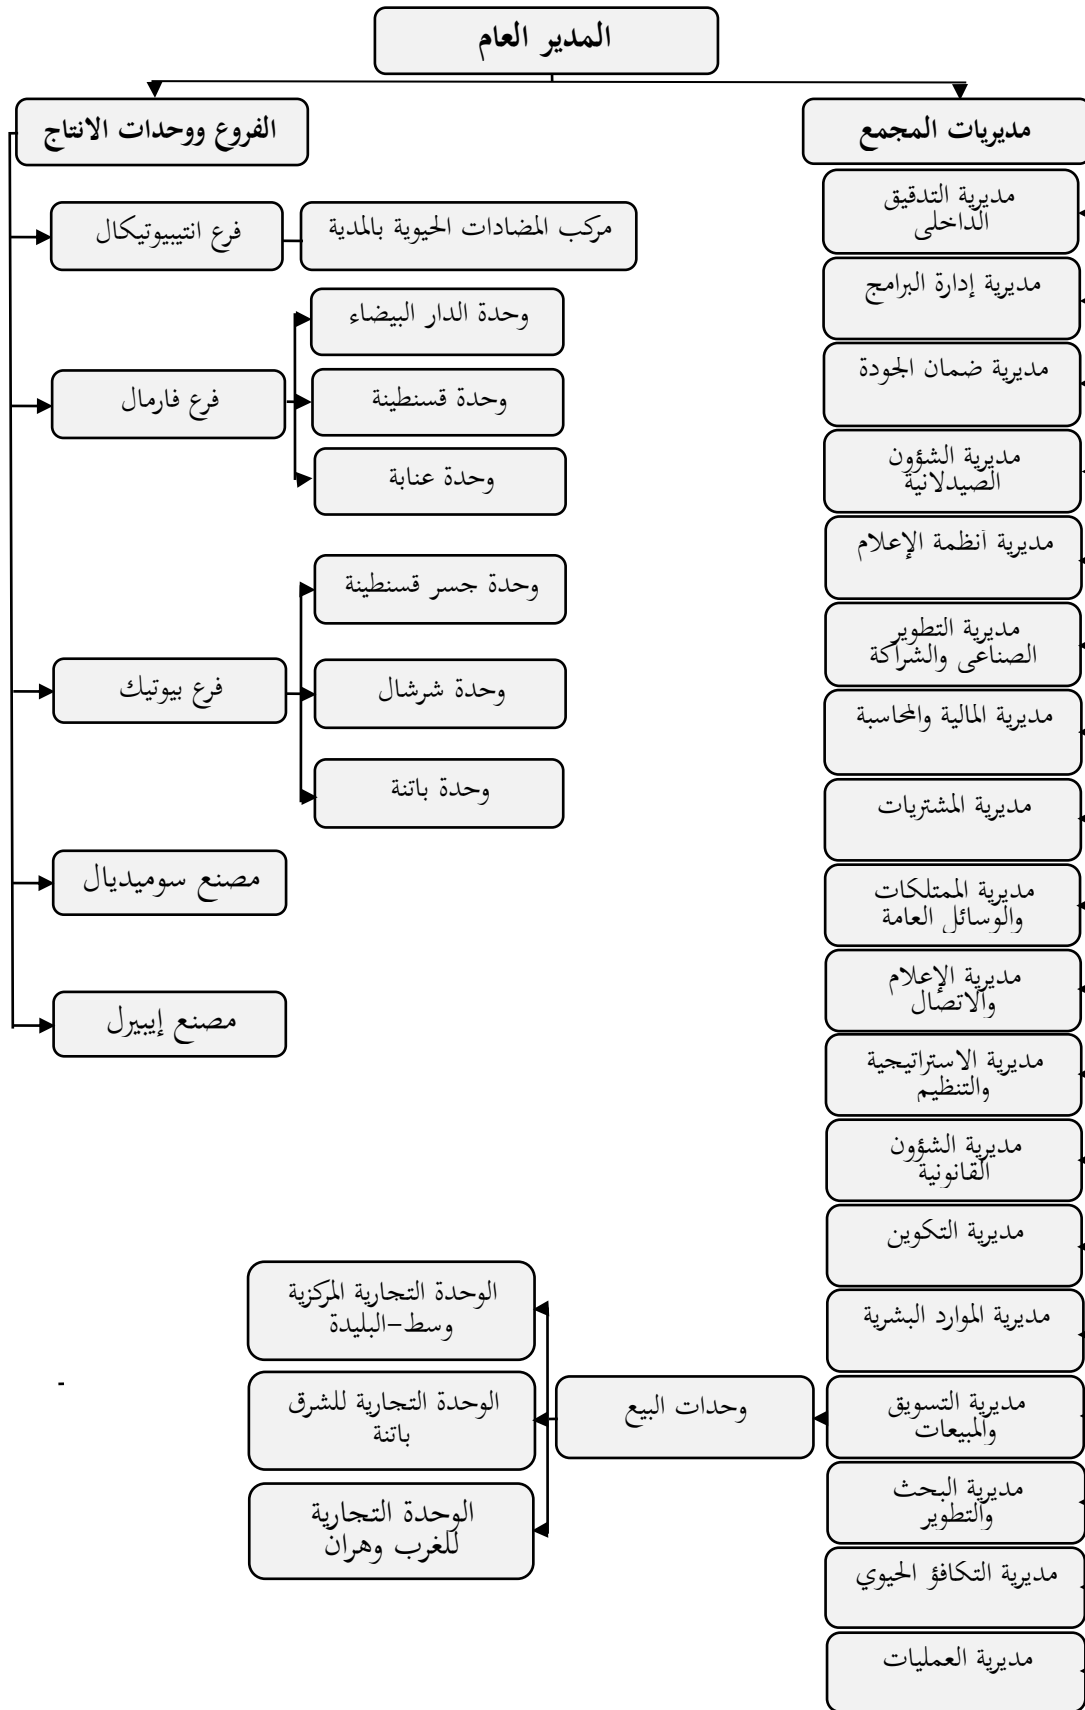 المدير العام
مديريات المجمع
الفروع ووحدات الانتاج
مديرية التدقيق
الداخلي
مديرية إدارة البرامج
مديرية ضمان الجودة
مديرية الشؤون
الصيدلانية
مديرية أنظمة الإعلام
مديرية التطوير
الصناعي والشراكة
مديرية المالية والمحاسبة
مديرية المشتريات
مديرية الممتلكات
والوسائل العامة
مديرية الإعلام
والاتصال
مديرية الاستراتيجية
والتنظيم
مديرية الشؤون
القانونية
مديرية التكوين
مديرية الموارد البشرية
مديرية التسويق
والمبيعات
مديرية البحث
والتطوير
مديرية التكافؤ الحيوي
مديرية العمليات
وحدات البيع
الوحدة التجارية المركزية
وسط-البليدة
الوحدة التجارية للشرق
باتنة
الوحدة التجارية
للغرب وهران
فرع انتيبيوتيكال
مركب المضادات الحيوية بالمدية
فرع فارمال
وحدة الدار البيضاء
وحدة قسنطينة
وحدة عنابة
فرع بيوتيك
وحدة جسر قسنطينة
وحدة شرشال
وحدة باتنة
مصنع سوميديال
مصنع إيبيرل
-